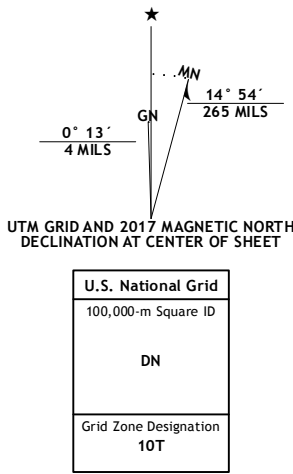 ★
MN
GN
14° 54´
265 MILS
0° 13´
4 MILS
UTM GRID AND 2017 MAGNETIC NORTH
DECLINATION AT CENTER OF SHEET
U.S. National Grid
100,000-m Square ID
DN
Grid Zone Designation
10T